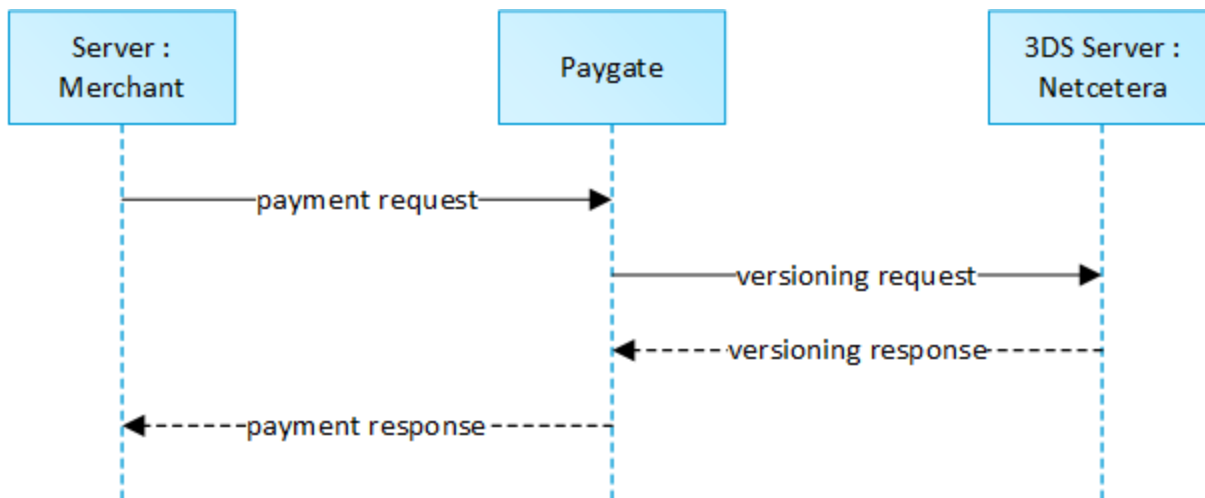 Server :
Merchant
Paygate
3DS Server :
Netcetera
payment request
versioning request
versioning response
payment response